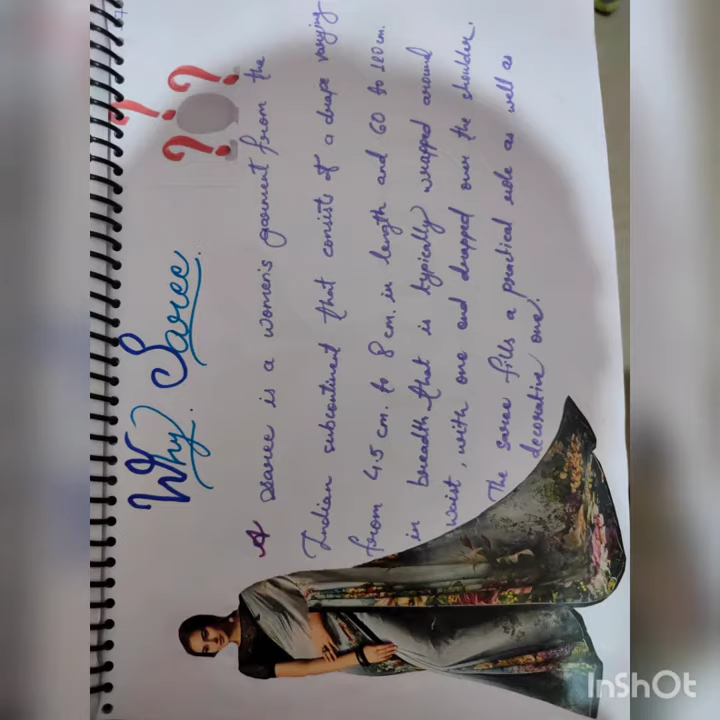 Why? Saree.
? ? ?
A saree is a women's garment from the
Indian subcontinent that consists of a drape varying
from 4.5 cm. to 8 cm. in length and 60 to 120 cm.
in breadth that is typically wrapped around
waist, with one end drapped over the shoulder.
The saree fills a practical role as well as
decorative one.
InShOt